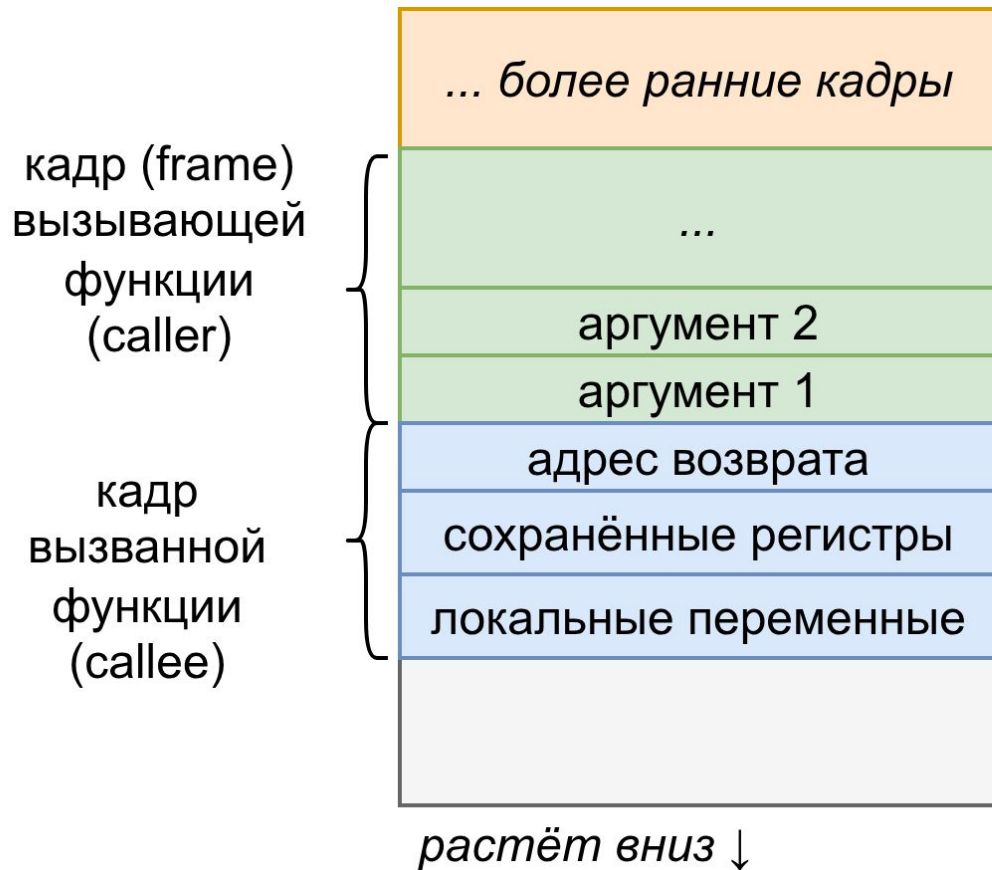 ... более ранние кадры
кадр (frame)
вызывающей
функции
(caller)
...
аргумент 2
аргумент 1
кадр
вызванной
функции
(callee)
адрес возврата
сохранённые регистры
локальные переменные
растёт вниз ↓